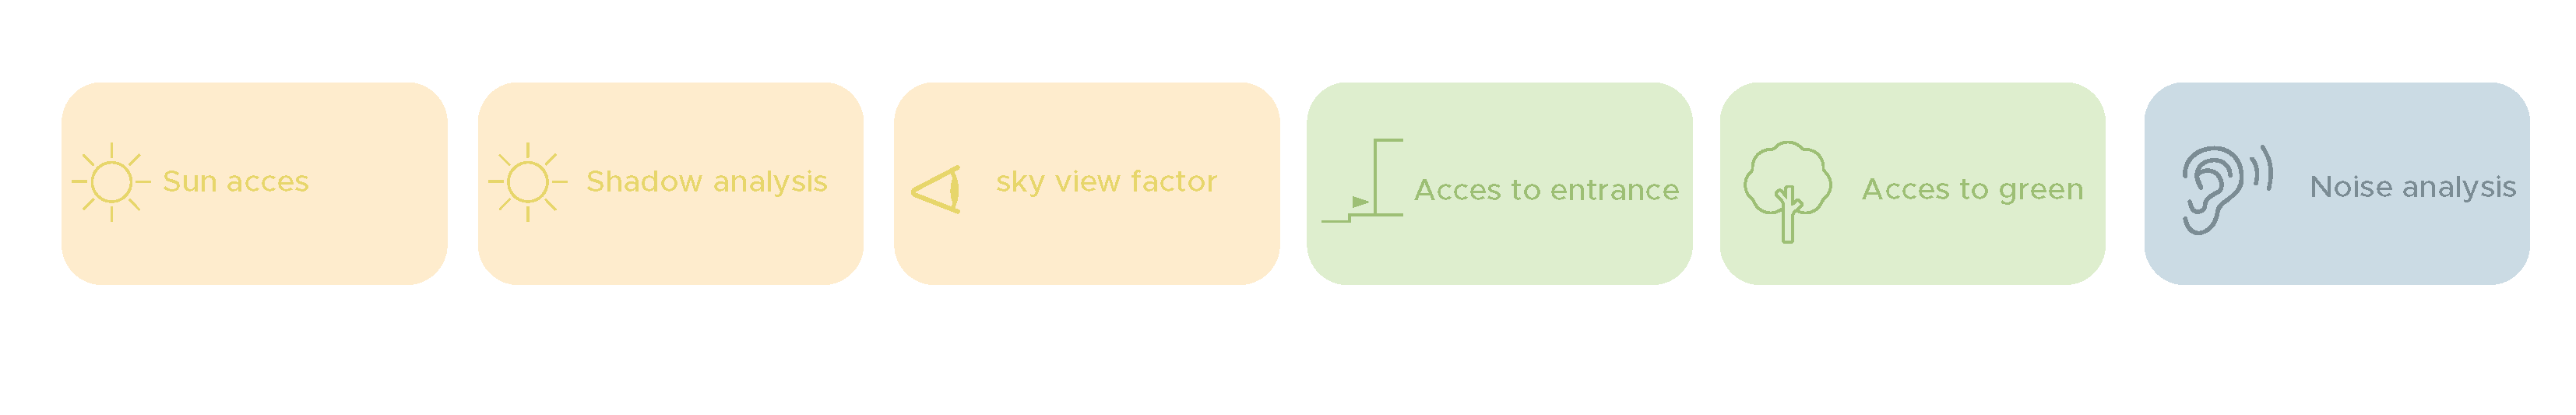 Sun acces
Shadow analysis
sky view factor
Acces to entrance
Acces to green
Noise analysis